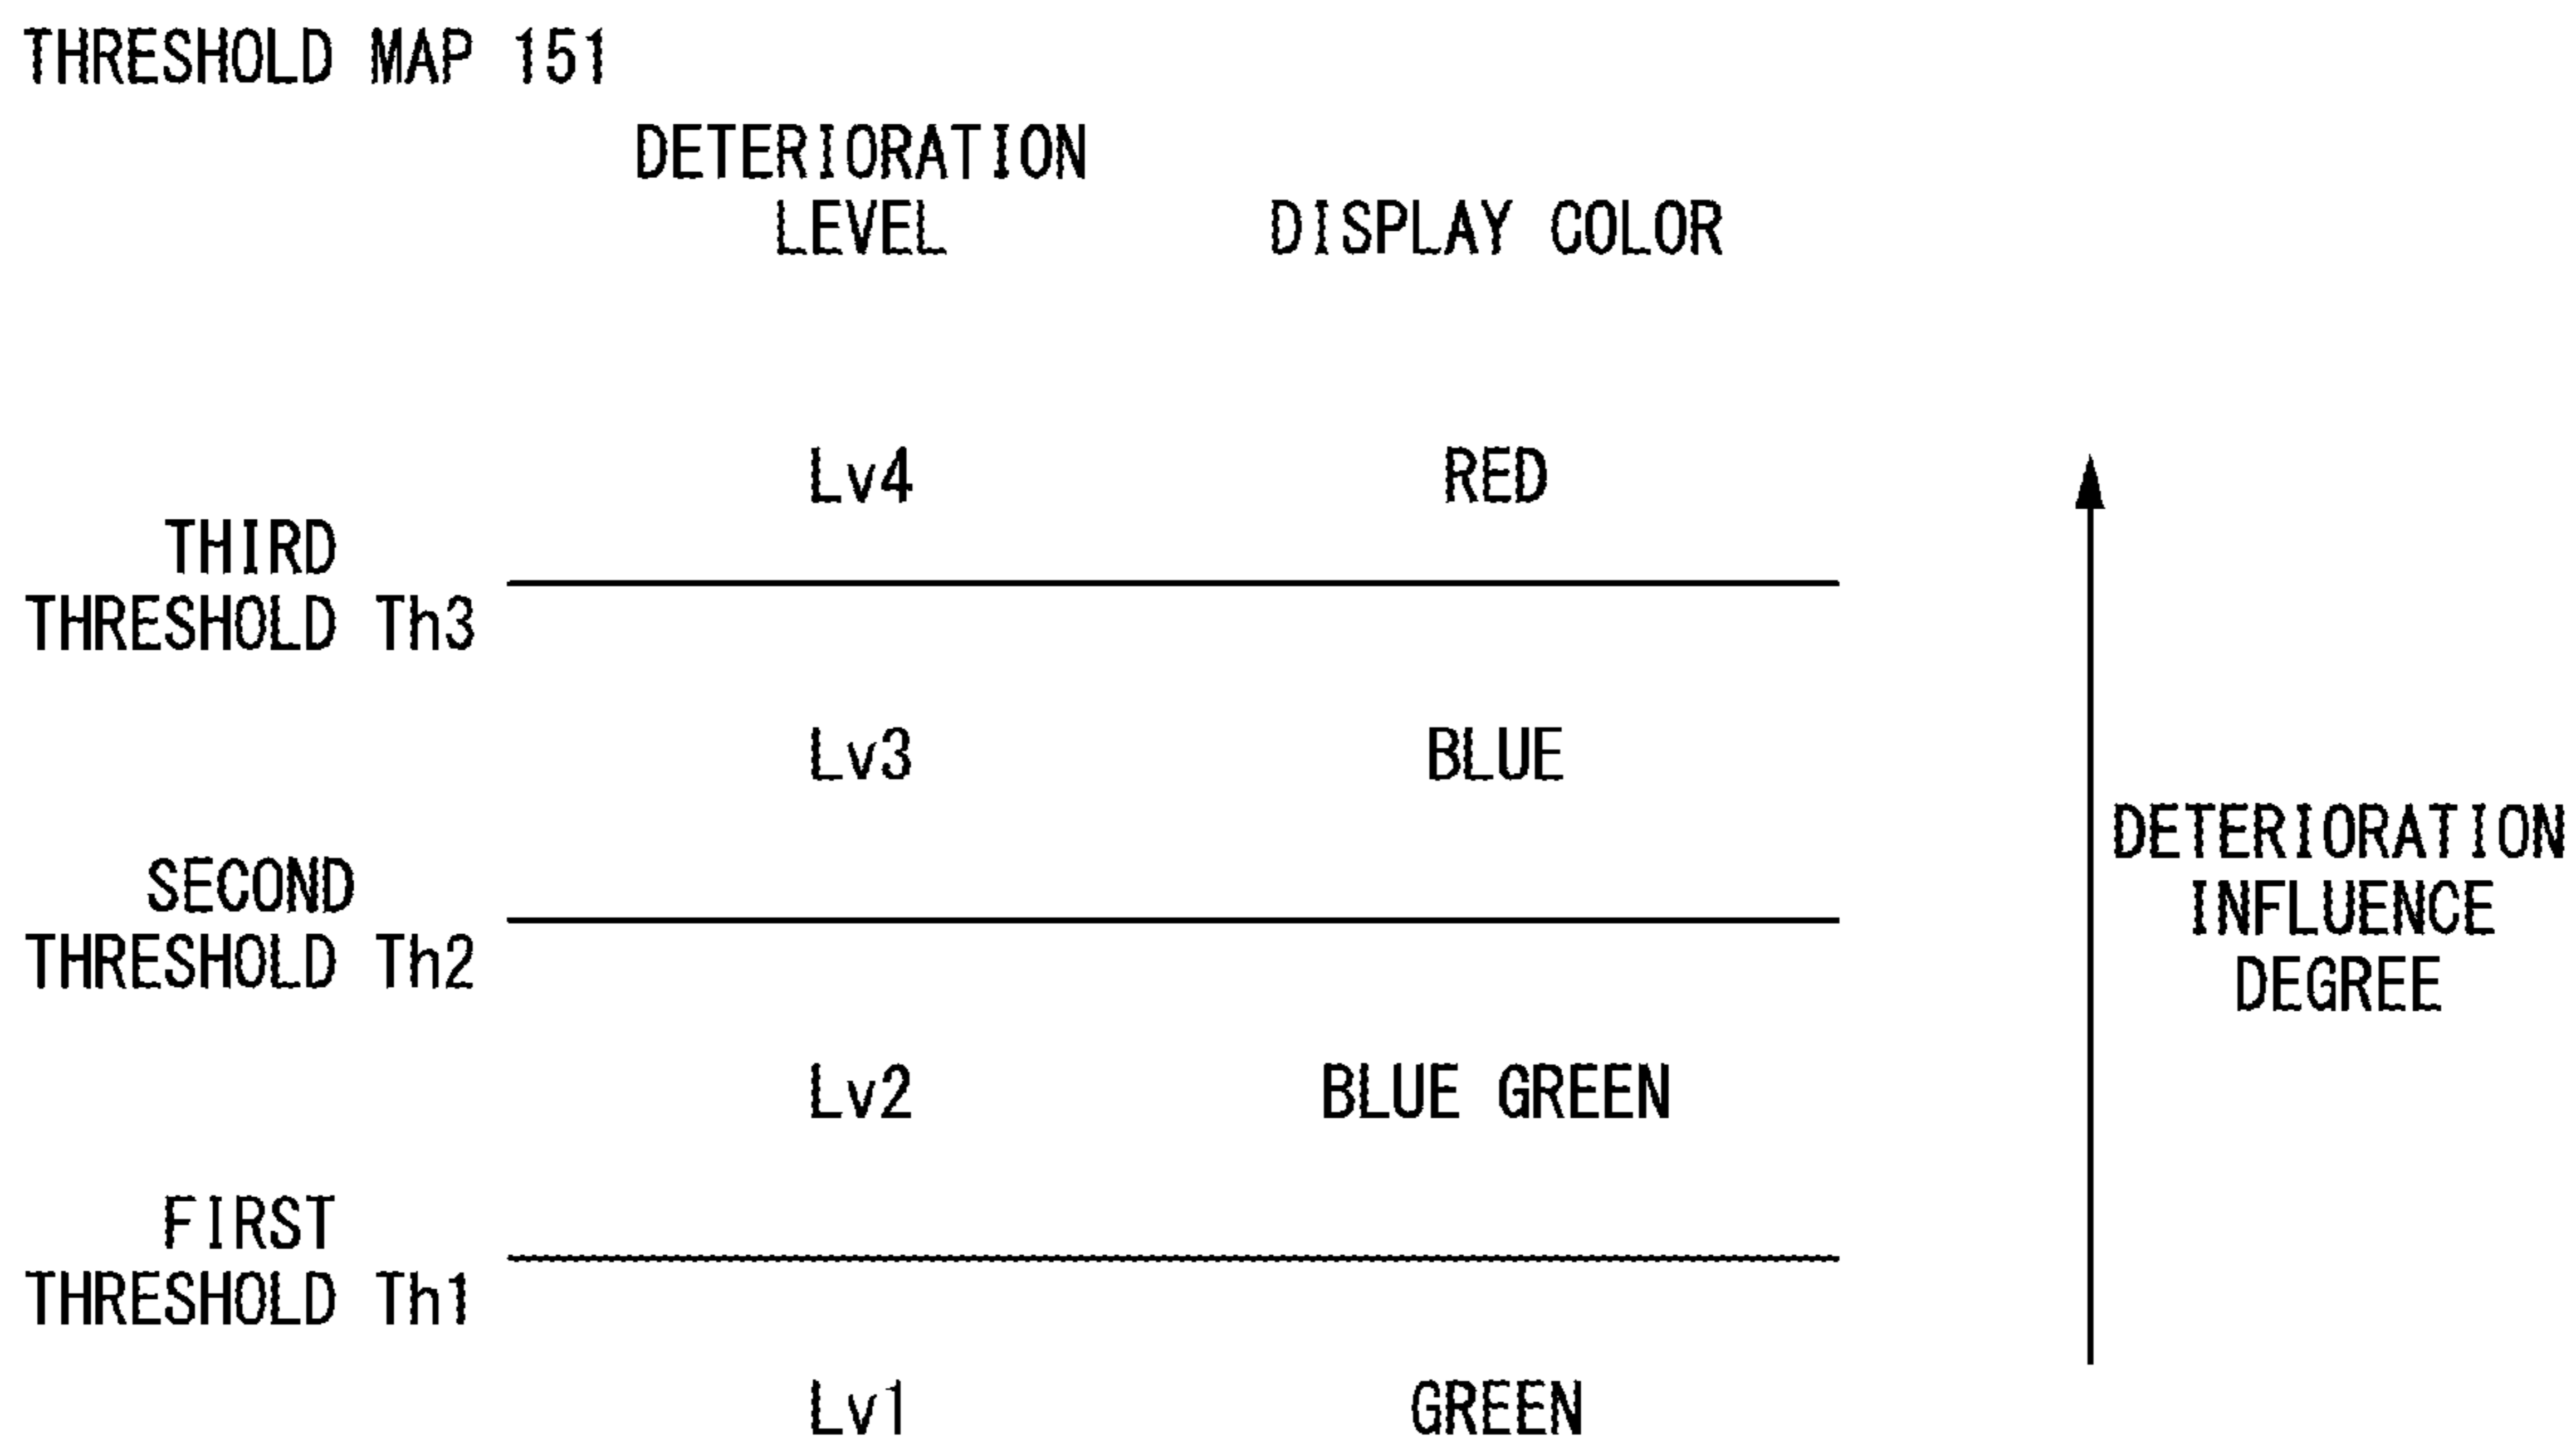 THRESHOLD MAP 151
DETERIORATION
LEVEL
DISPLAY COLOR
Lv4
RED
THIRD
THRESHOLD Th3
Lv3
BLUE
SECOND
THRESHOLD Th2
Lv2
BLUE GREEN
FIRST
THRESHOLD Th1
Lv1
GREEN
DETERIORATION
INFLUENCE
DEGREE